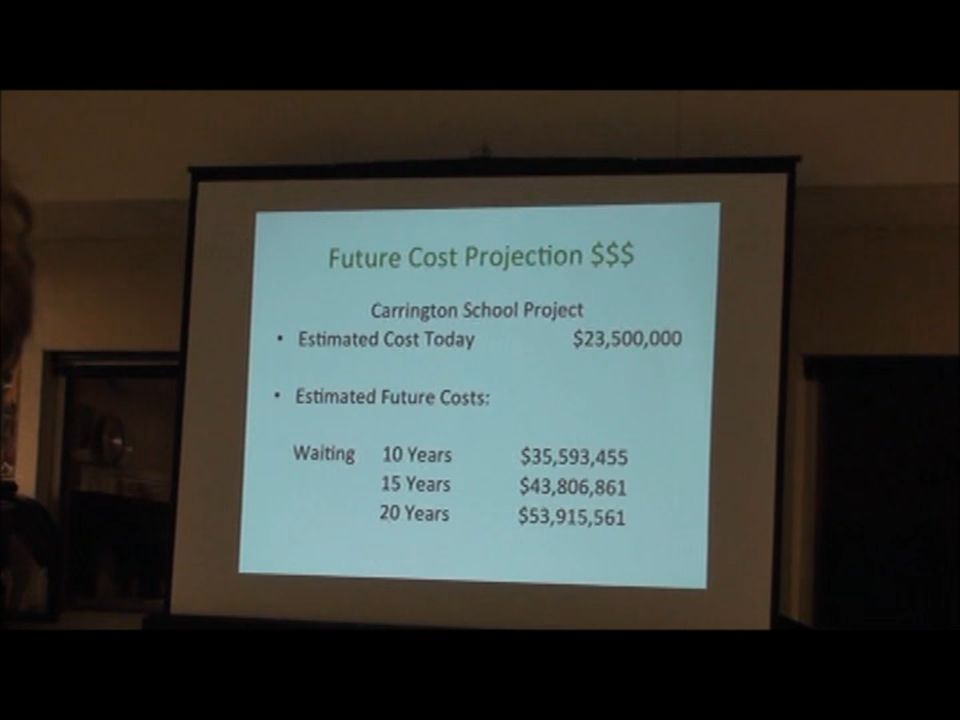 Future Cost Projection $$$
Carrington School Project
• Estimated Cost Today $23,500,000
• Estimated Future Costs:
Waiting 10 Years $35,593,455
15 Years $43,806,861
20 Years $53,915,561